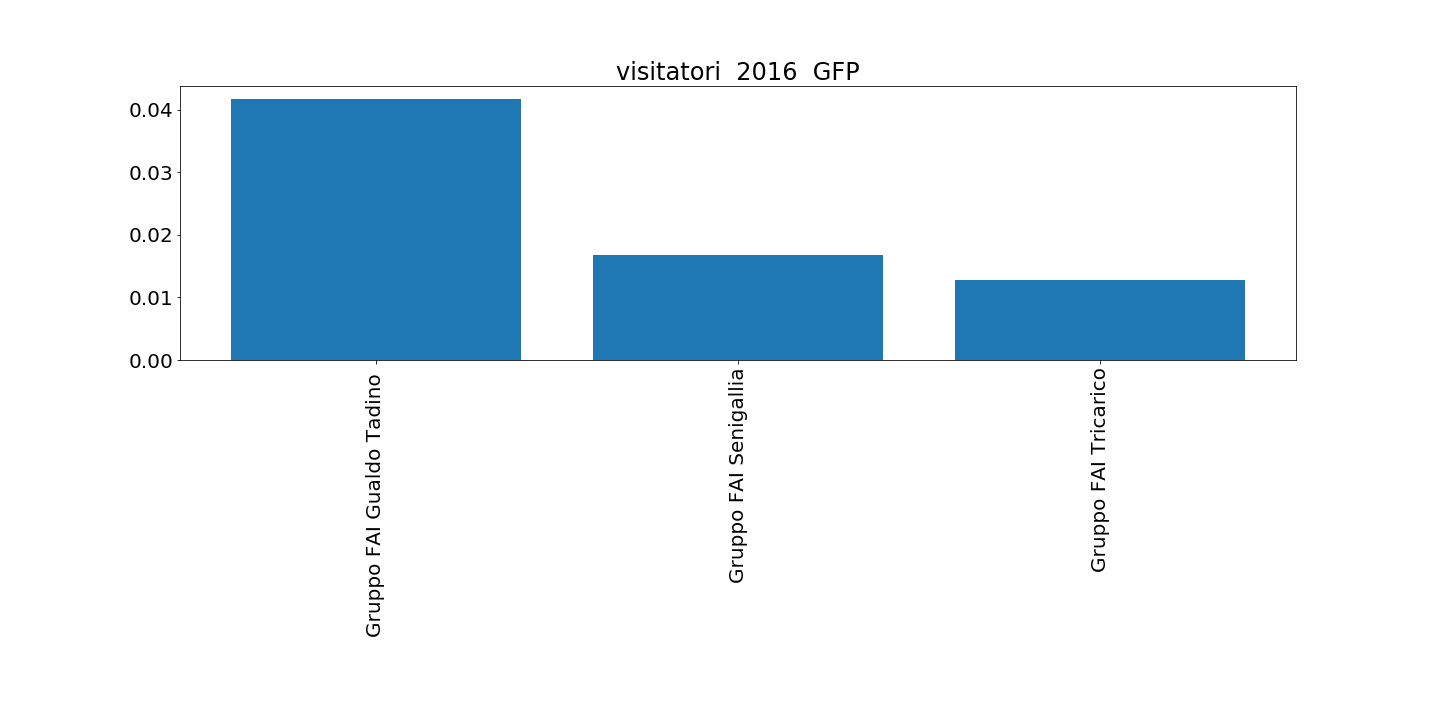 visitatori  2016  GFP
0.04
0.03
0.02
0.01
0.00
Gruppo FAI Gualdo Tadino
Gruppo FAI Senigallia
Gruppo FAI Tricarico